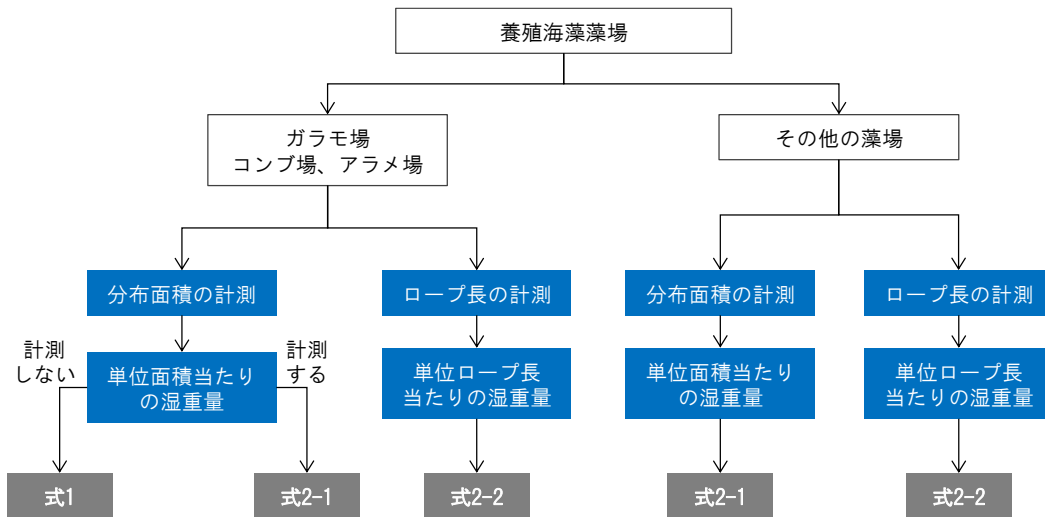 養殖海藻藻場
ガラモ場
コンブ場、アラメ場
その他の藻場
分布面積の計測
ロープ長の計測
分布面積の計測
ロープ長の計測
計測
しない
単位面積当たり
の湿重量
計測
する
単位ロープ長
当たりの湿重量
単位面積当たり
の湿重量
単位ロープ長
当たりの湿重量
式1
式2-1
式2-2
式2-1
式2-2